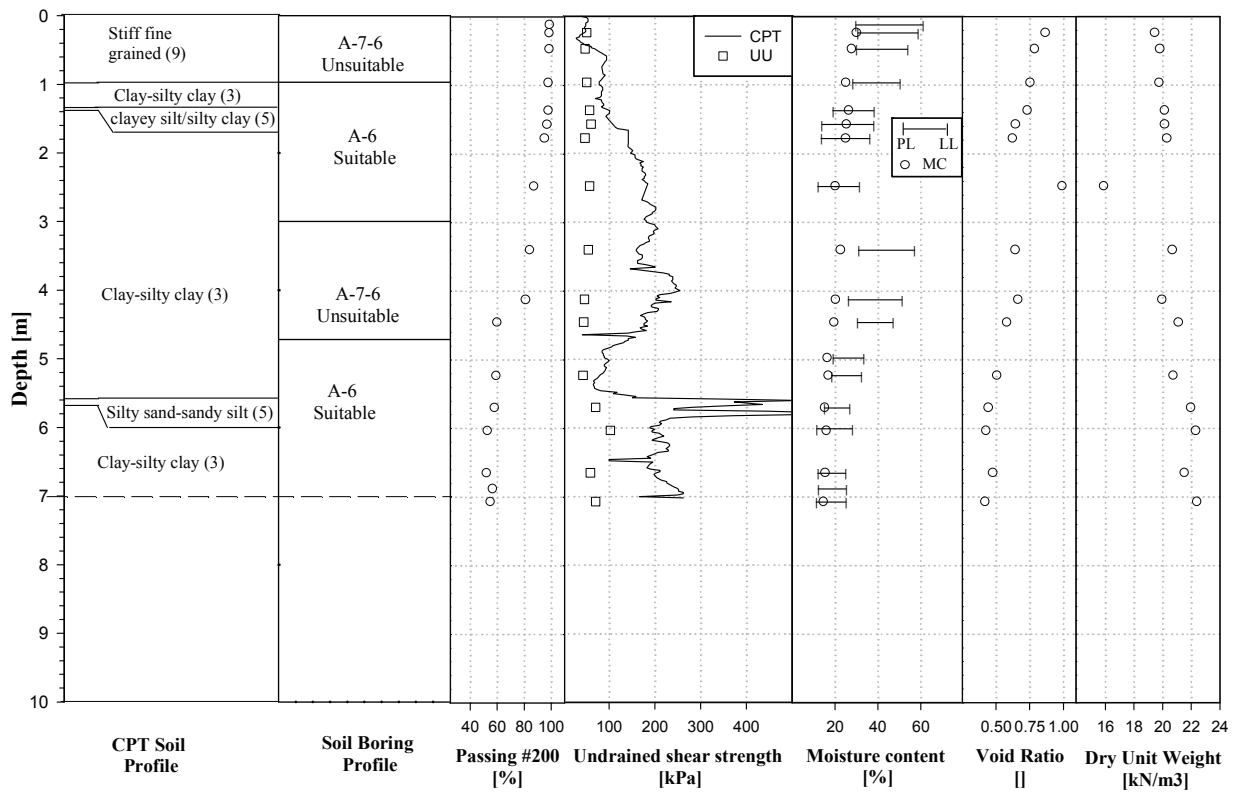 0
1
2
3
4
5
6
7
8
9
10
Depth [m]
Stiff fine
grained (9)
Clay-silty clay (3)
clayey silt/silty clay (5)
Clay-silty clay (3)
Silty sand-sandy silt (5)
Clay-silty clay (3)
CPT Soil
Profile
A-7-6
Unsuitable
A-6
Suitable
A-7-6
Unsuitable
A-6
Suitable
Soil Boring
Profile
40 60 80 100
Passing #200
[%]
CPT
UU
100 200 300 400
Undrained shear strength
[kPa]
PL LL
MC
20 40 60
Moisture content
[%]
0.50 0.75 1.00
Void Ratio
[]
16 18 20 22 24
Dry Unit Weight
[kN/m3]